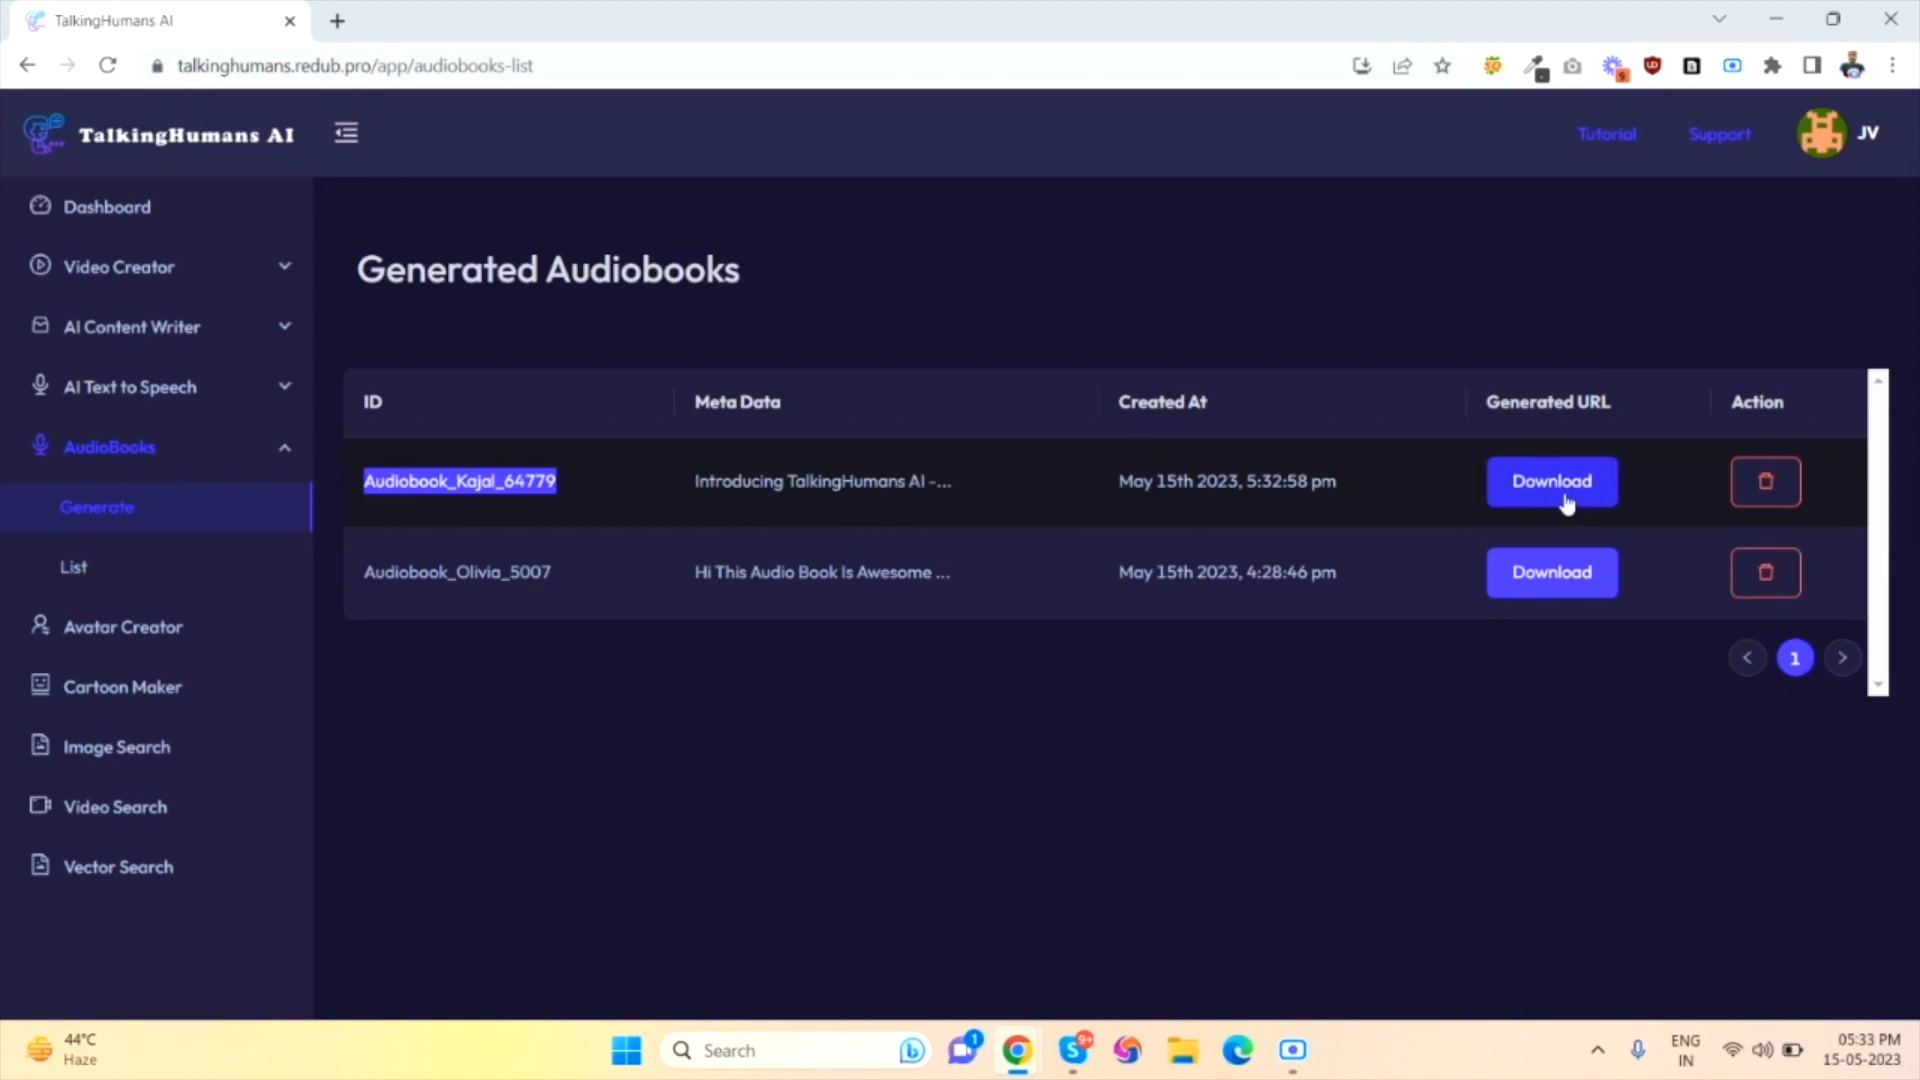 TalkingHumans AI
talkinghumans.redub.pro/app/audiobooks-list
9
TalkingHumans AI
Tutorial
Support
JV
Dashboard
Video Creator
AI Content Writer
AI Text to Speech
AudioBooks
Generate
List
Avatar Creator
Cartoon Maker
Image Search
Video Search
Vector Search
Generated Audiobooks
ID Meta Data Created At Generated URL Action
Audiobook_Kajal_64779 Introducing TalkingHumans AI -... May 15th 2023, 5:32:58 pm Download
Audiobook_Olivia_5007 Hi This Audio Book Is Awesome ... May 15th 2023, 4:28:46 pm Download
1
44°C
Haze
Search
1
9+
ENG
IN
05:33 PM
15-05-2023